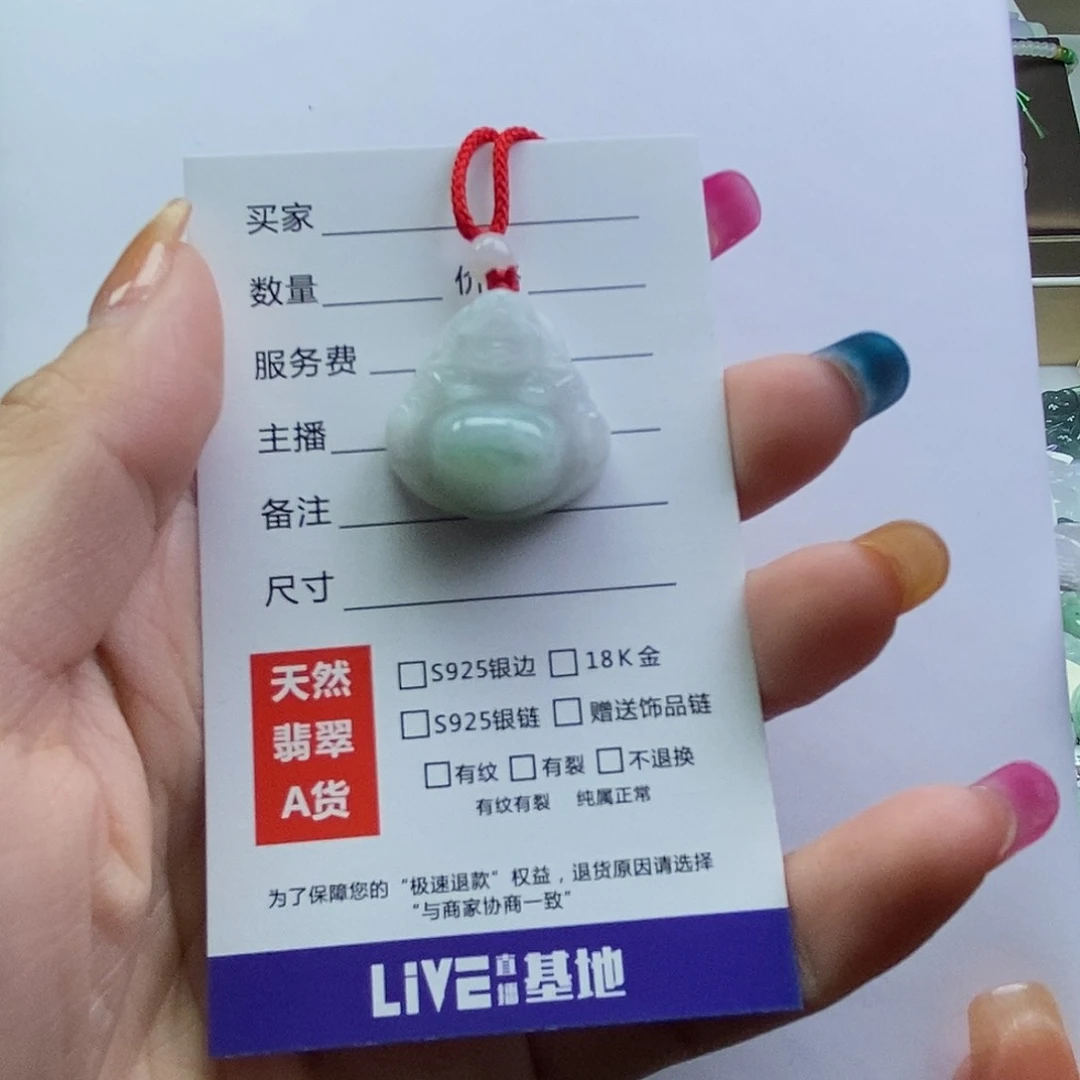 买家
数量
服务费
主播
备注
尺寸
天然
翡翠
A货
S925银边 18K金
S925银链 赠送饰品链
有纹 有裂 不退换
有纹有裂 纯属正常
为了保障您的“极速退款”权益，退货原因请选择
“与商家协商一致”
LiVE直播基地